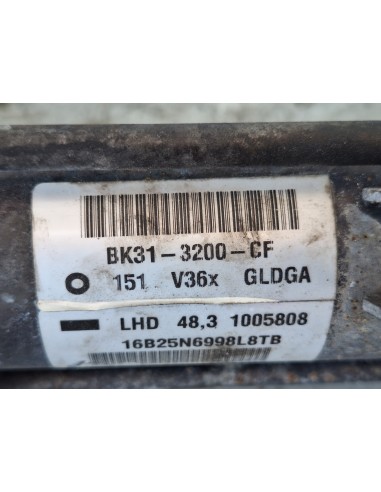 BK31-3200-CF
151 V36x GLDGA
LHD 48,3 1005808
16B25N6998L8TB